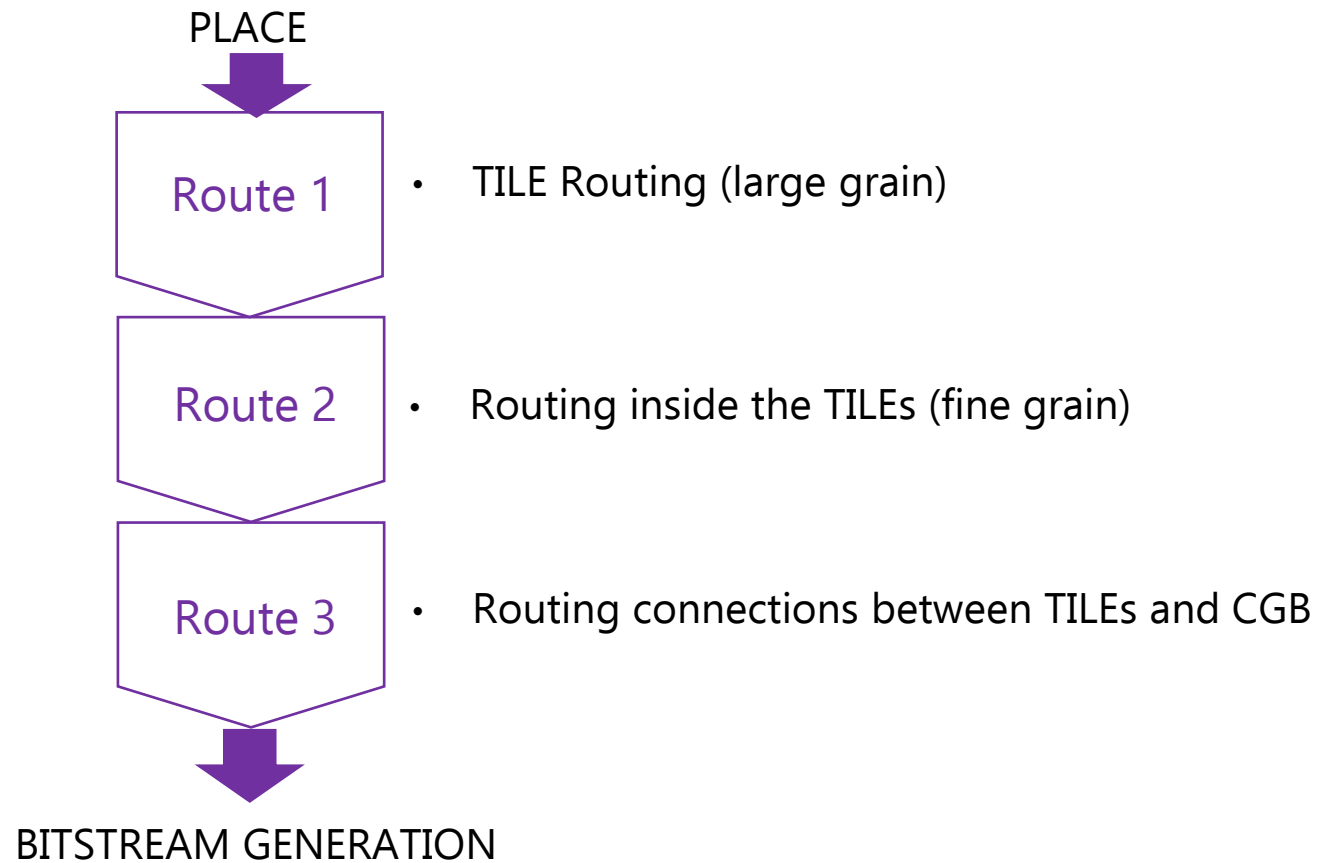 PLACE
Route 1
• TILE Routing (large grain)
Route 2
• Routing inside the TILEs (fine grain)
Route 3
• Routing connections between TILEs and CGB
BITSTREAM GENERATION